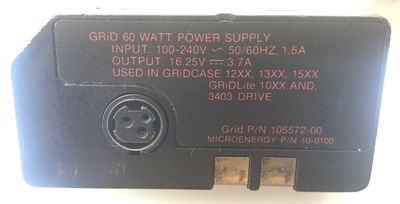 GRiD 60 WATT POWER SUPPLY
INPUT. 100-240V ∼ 50/60HZ, 1.5A
OUTPUT: 16.25V ⎓ 3.7A
USED IN GRiDCASE 12XX, 13XX, 15XX
GRiDLite 10XX AND,
3403 DRIVE
Grid P/N 105572-00
MICROENERGY P/N 10-0100